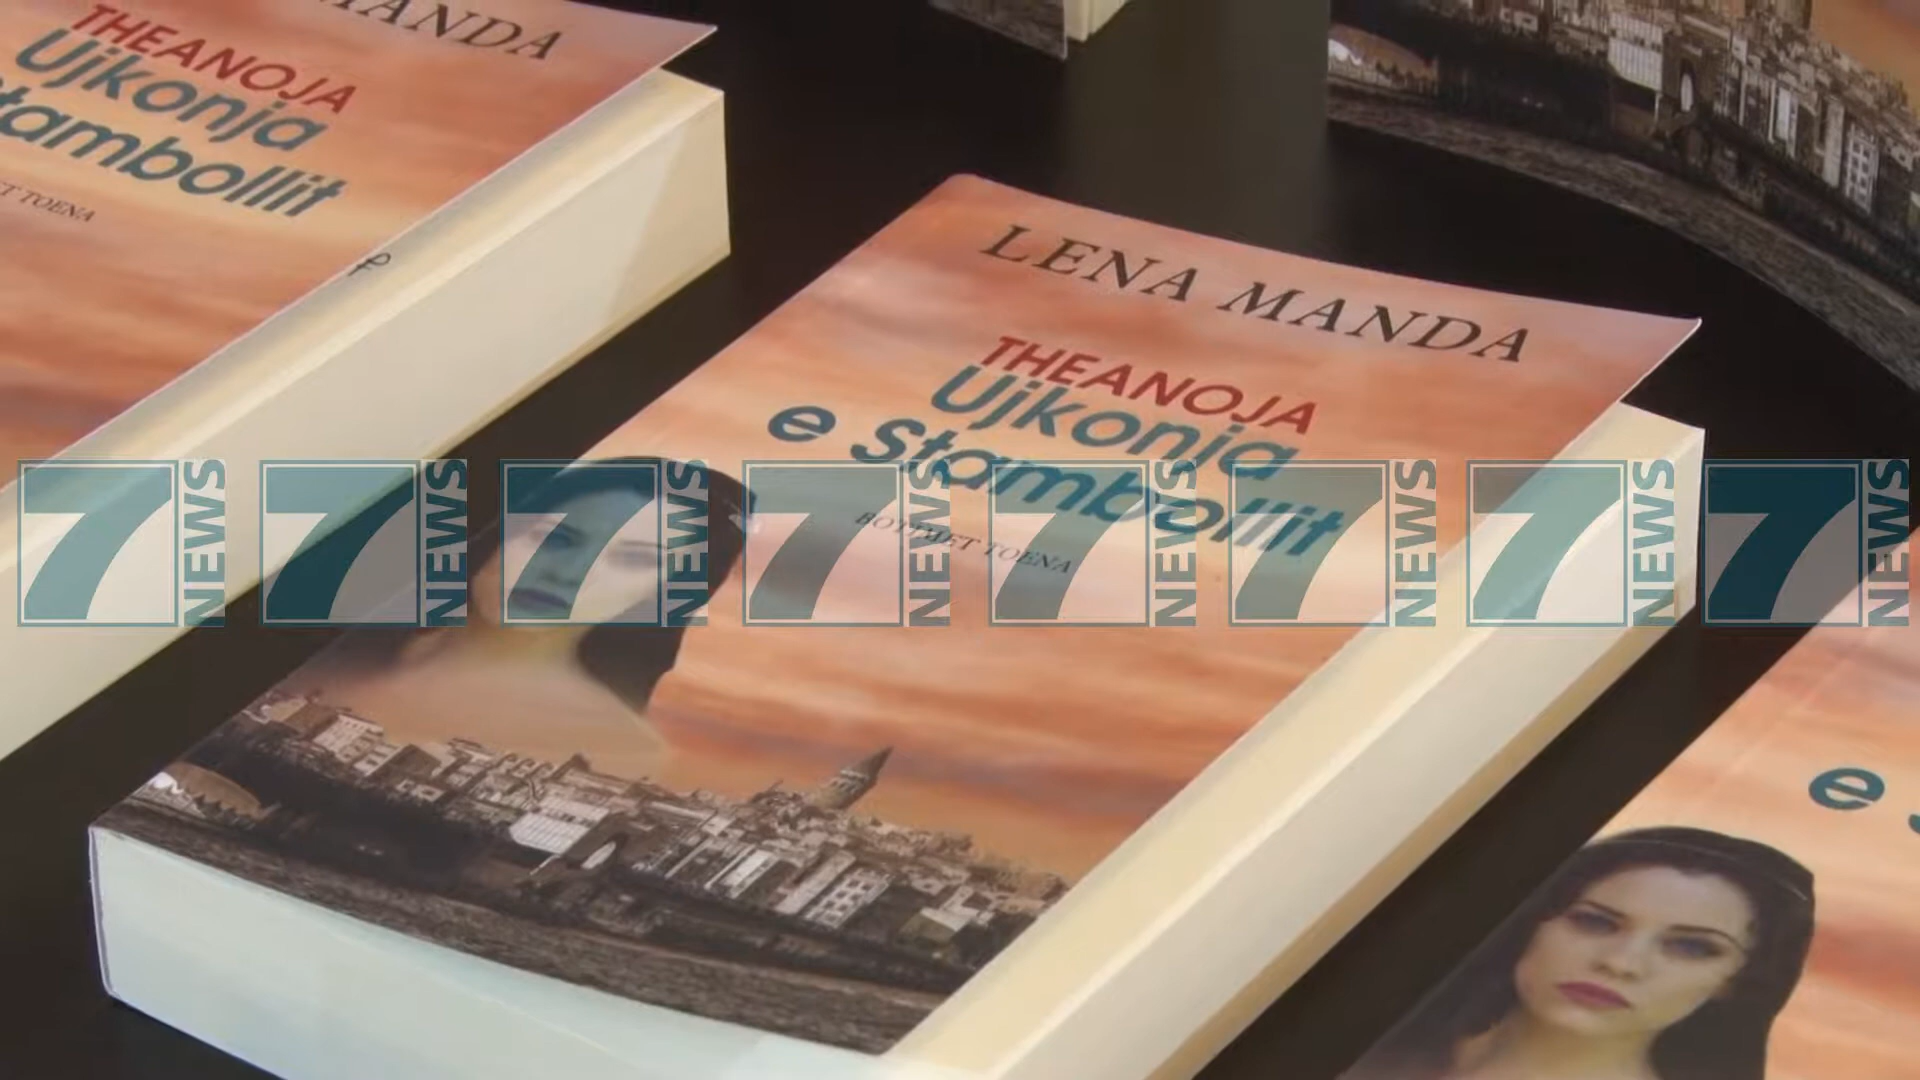 MANDA
THEANOJA
Ujkonja
Stambollit
TOENA
LENA MANDA
THEANOJA
Ujkonja
e Stambollit
BOTIMET TOENA
e
7 NEWS 7 NEWS 7 NEWS 7 NEWS 7 NEWS 7 NEWS 7 NEWS 7 NEWS